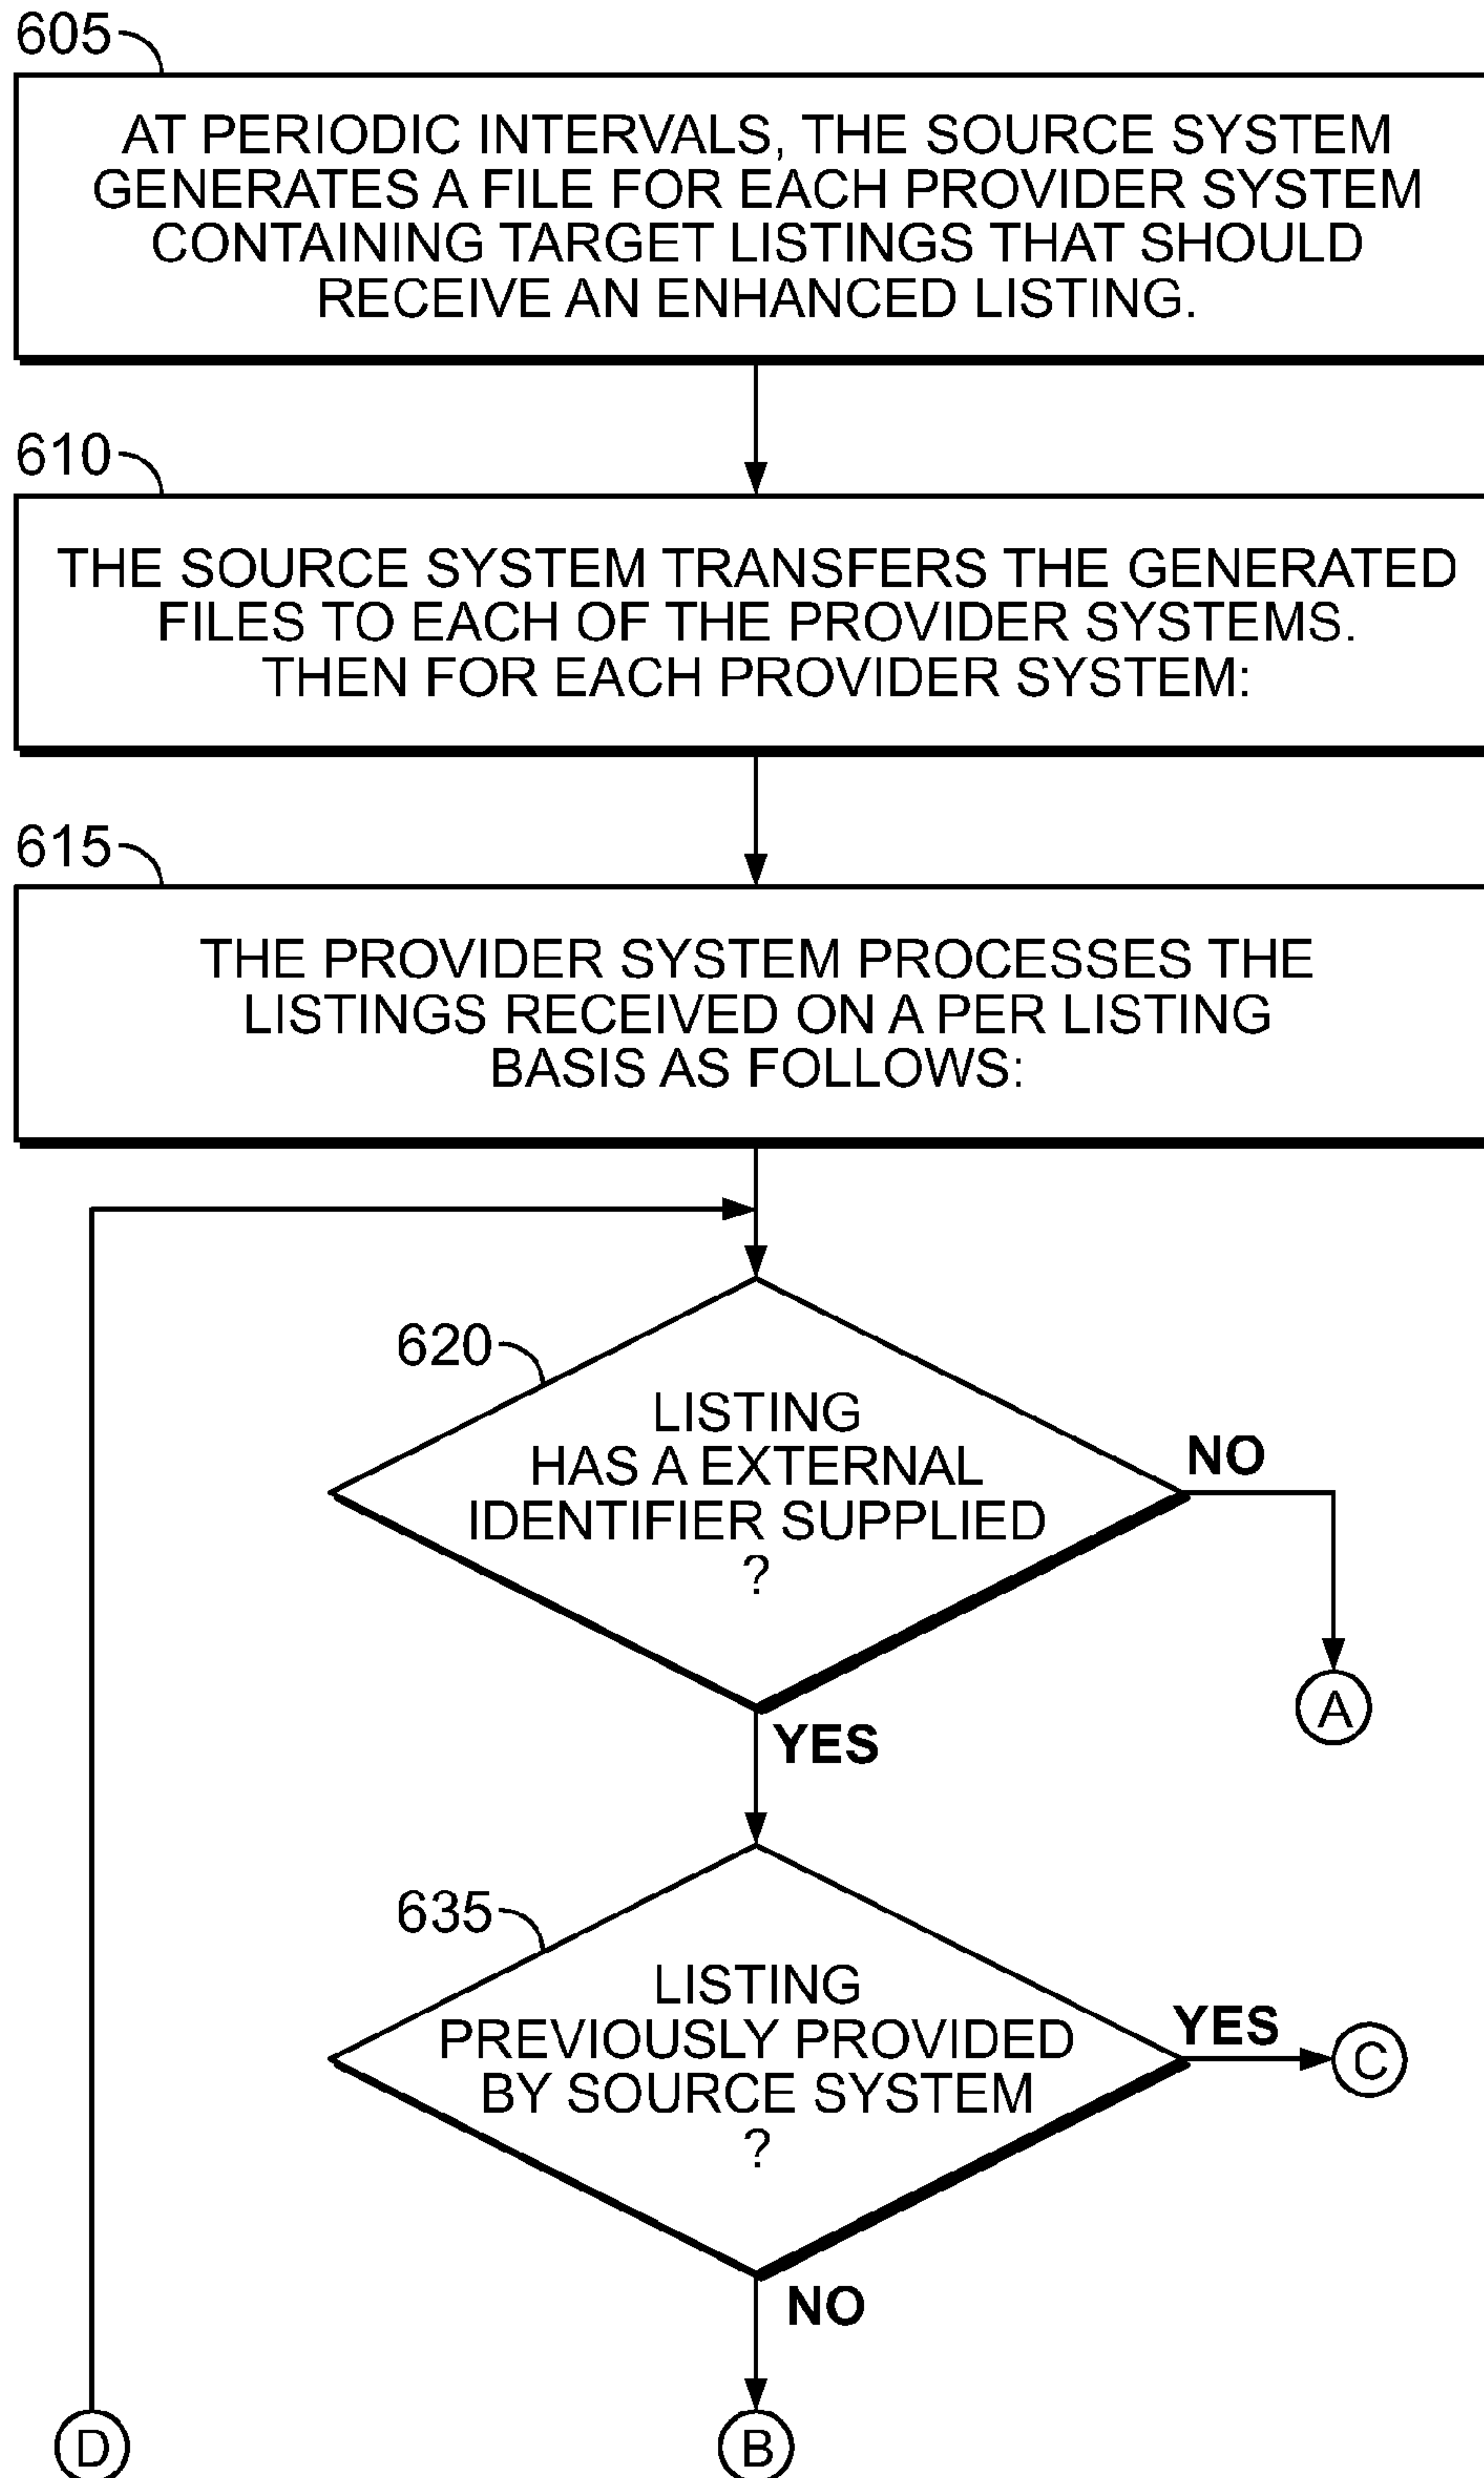 605
AT PERIODIC INTERVALS, THE SOURCE SYSTEM
GENERATES A FILE FOR EACH PROVIDER SYSTEM
CONTAINING TARGET LISTINGS THAT SHOULD
RECEIVE AN ENHANCED LISTING.
610
THE SOURCE SYSTEM TRANSFERS THE GENERATED
FILES TO EACH OF THE PROVIDER SYSTEMS.
THEN FOR EACH PROVIDER SYSTEM:
615
THE PROVIDER SYSTEM PROCESSES THE
LISTINGS RECEIVED ON A PER LISTING
BASIS AS FOLLOWS:
620
LISTING
HAS A EXTERNAL
IDENTIFIER SUPPLIED
?
NO
A
YES
635
LISTING
PREVIOUSLY PROVIDED
BY SOURCE SYSTEM
?
YES
C
NO
D
B